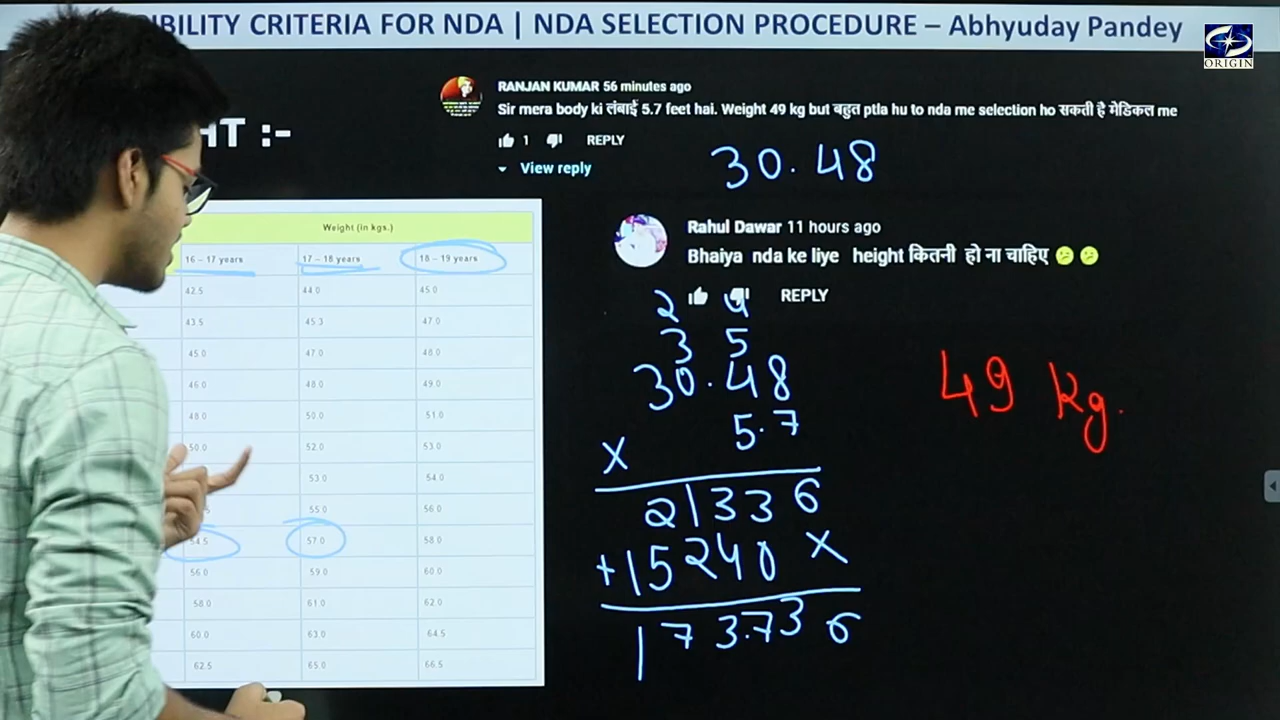 BILITY CRITERIA FOR NDA | NDA SELECTION PROCEDURE – Abhyuday Pandey
ORIGIN
HT :-
RANJAN KUMAR 56 minutes ago
Sir mera body ki लंबाई 5.7 feet hai. Weight 49 kg but बहुत ptla hu to nda me selection ho सकती है मेडिकल me
1 REPLY
View reply
30.48
Rahul Dawar 11 hours ago
Bhaiya nda ke liye height कितनी हो ना चाहिए 😕 😕
REPLY
Weight (in kgs.)
16 – 17 years 17 – 18 years 18 – 19 years
42.5 44.0 45.0
43.5 45.3 47.0
45.0 47.0 48.0
46.0 48.0 49.0
48.0 50.0 51.0
50.0 52.0 53.0
53.0 54.0
55.0 56.0
54.5 57.0 58.0
56.0 59.0 60.0
58.0 61.0 62.0
60.0 63.0 64.5
62.5 65.0 66.5
2 4
3 5
30.48
x 5.7
21336
+15240 x
173.736
49 kg.